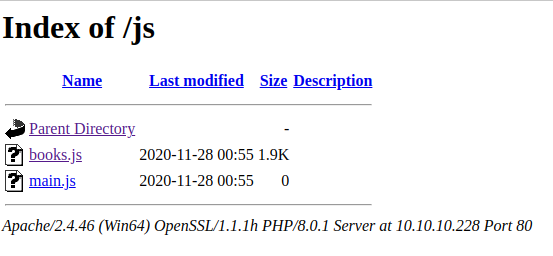 Index of /js
Name Last modified Size Description
Parent Directory -
books.js 2020-11-28 00:55 1.9K
main.js 2020-11-28 00:55 0
Apache/2.4.46 (Win64) OpenSSL/1.1.1h PHP/8.0.1 Server at 10.10.10.228 Port 80